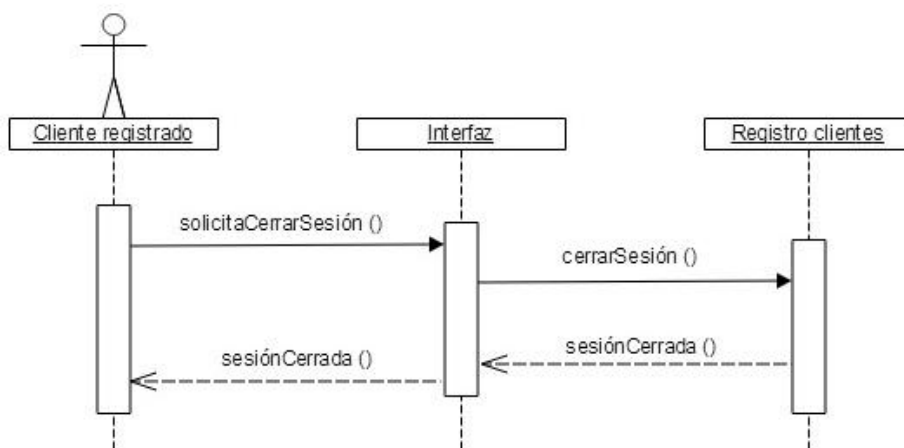 Cliente registrado
Interfaz
Registro clientes
solicitaCerrarSesión ()
cerrarSesión ()
sesiónCerrada ()
sesiónCerrada ()